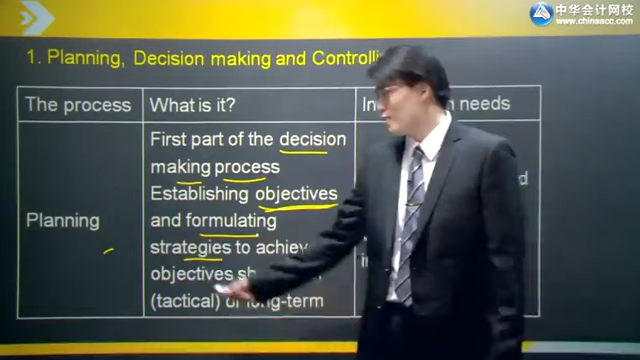 中华会计网校
www.chinaacc.com
1. Planning, Decision making and Controlli
The process
What is it?
needs
Planning
First part of the decision
making process
Establishing objectives
and formulating
strategies to achiev
objectives
(tactical) or long-term